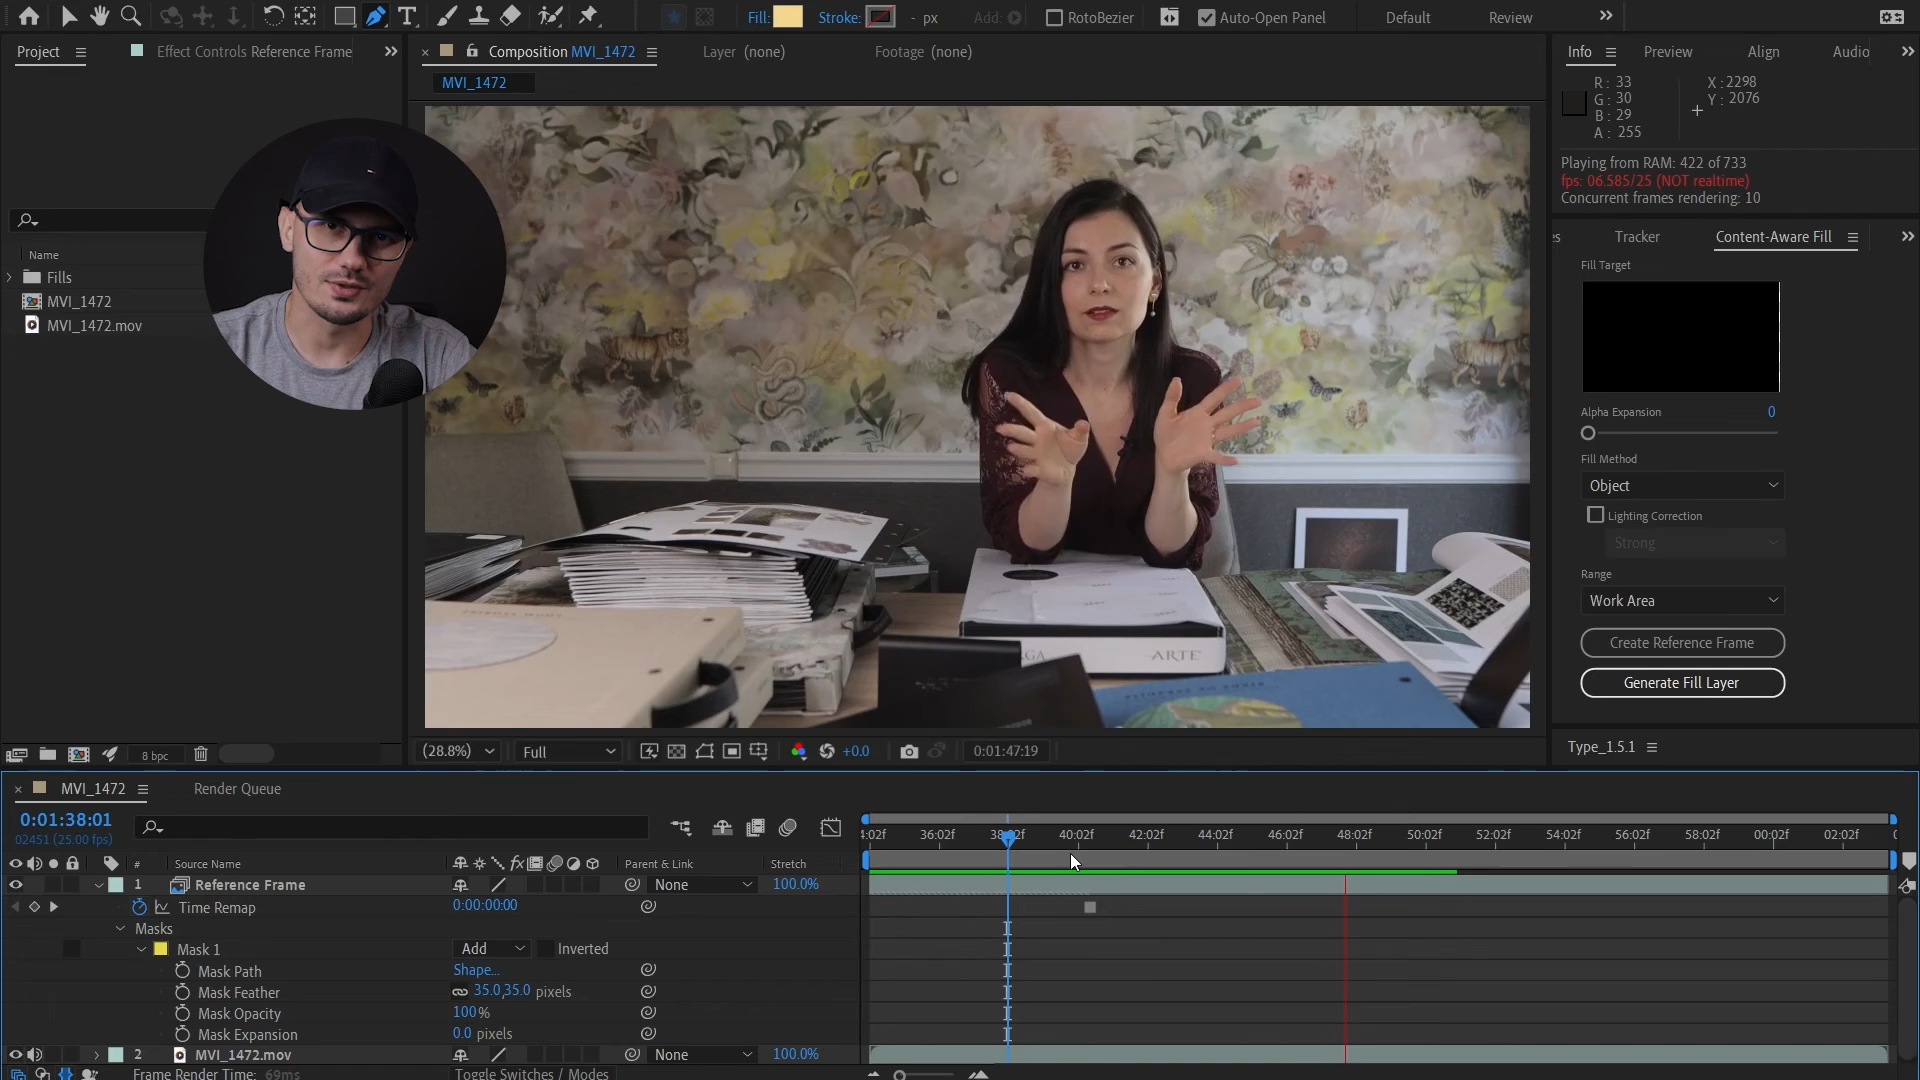 Fill:
Stroke:
- px
Add:
RotoBezier
Auto-Open Panel
Default
Review
Project
Effect Controls Reference Frame
Composition MVI_1472
Layer (none)
Footage (none)
Info
Preview
Align
Audio
MVI_1472
R : 33
G : 30
B : 29
A : 255
X : 2298
Y : 2076
Playing from RAM: 422 of 733
fps: 06.585/25 (NOT realtime)
Concurrent frames rendering: 10
Tracker
Content-Aware Fill
Fill Target
Name
Fills
MVI_1472
MVI_1472.mov
Alpha Expansion
0
Fill Method
Object
Lighting Correction
Strong
Range
Work Area
Create Reference Frame
Generate Fill Layer
ARTE
8 bpc
(28.8%)
Full
+0.0
0:01:47:19
Type_1.5.1
MVI_1472
Render Queue
0:01:38:01
02451 (25.00 fps)
4:02f
36:02f
38:02f
40:02f
42:02f
44:02f
46:02f
48:02f
50:02f
52:02f
54:02f
56:02f
58:02f
00:02f
02:02f
#
Source Name
Parent & Link
Stretch
1
Reference Frame
None
100.0%
Time Remap
0:00:00:00
Masks
Mask 1
Add
Inverted
Mask Path
Shape...
Mask Feather
35.0,35.0 pixels
Mask Opacity
100%
Mask Expansion
0.0 pixels
2
MVI_1472.mov
None
100.0%
Frame Render Time: 69ms
Toggle Switches / Modes